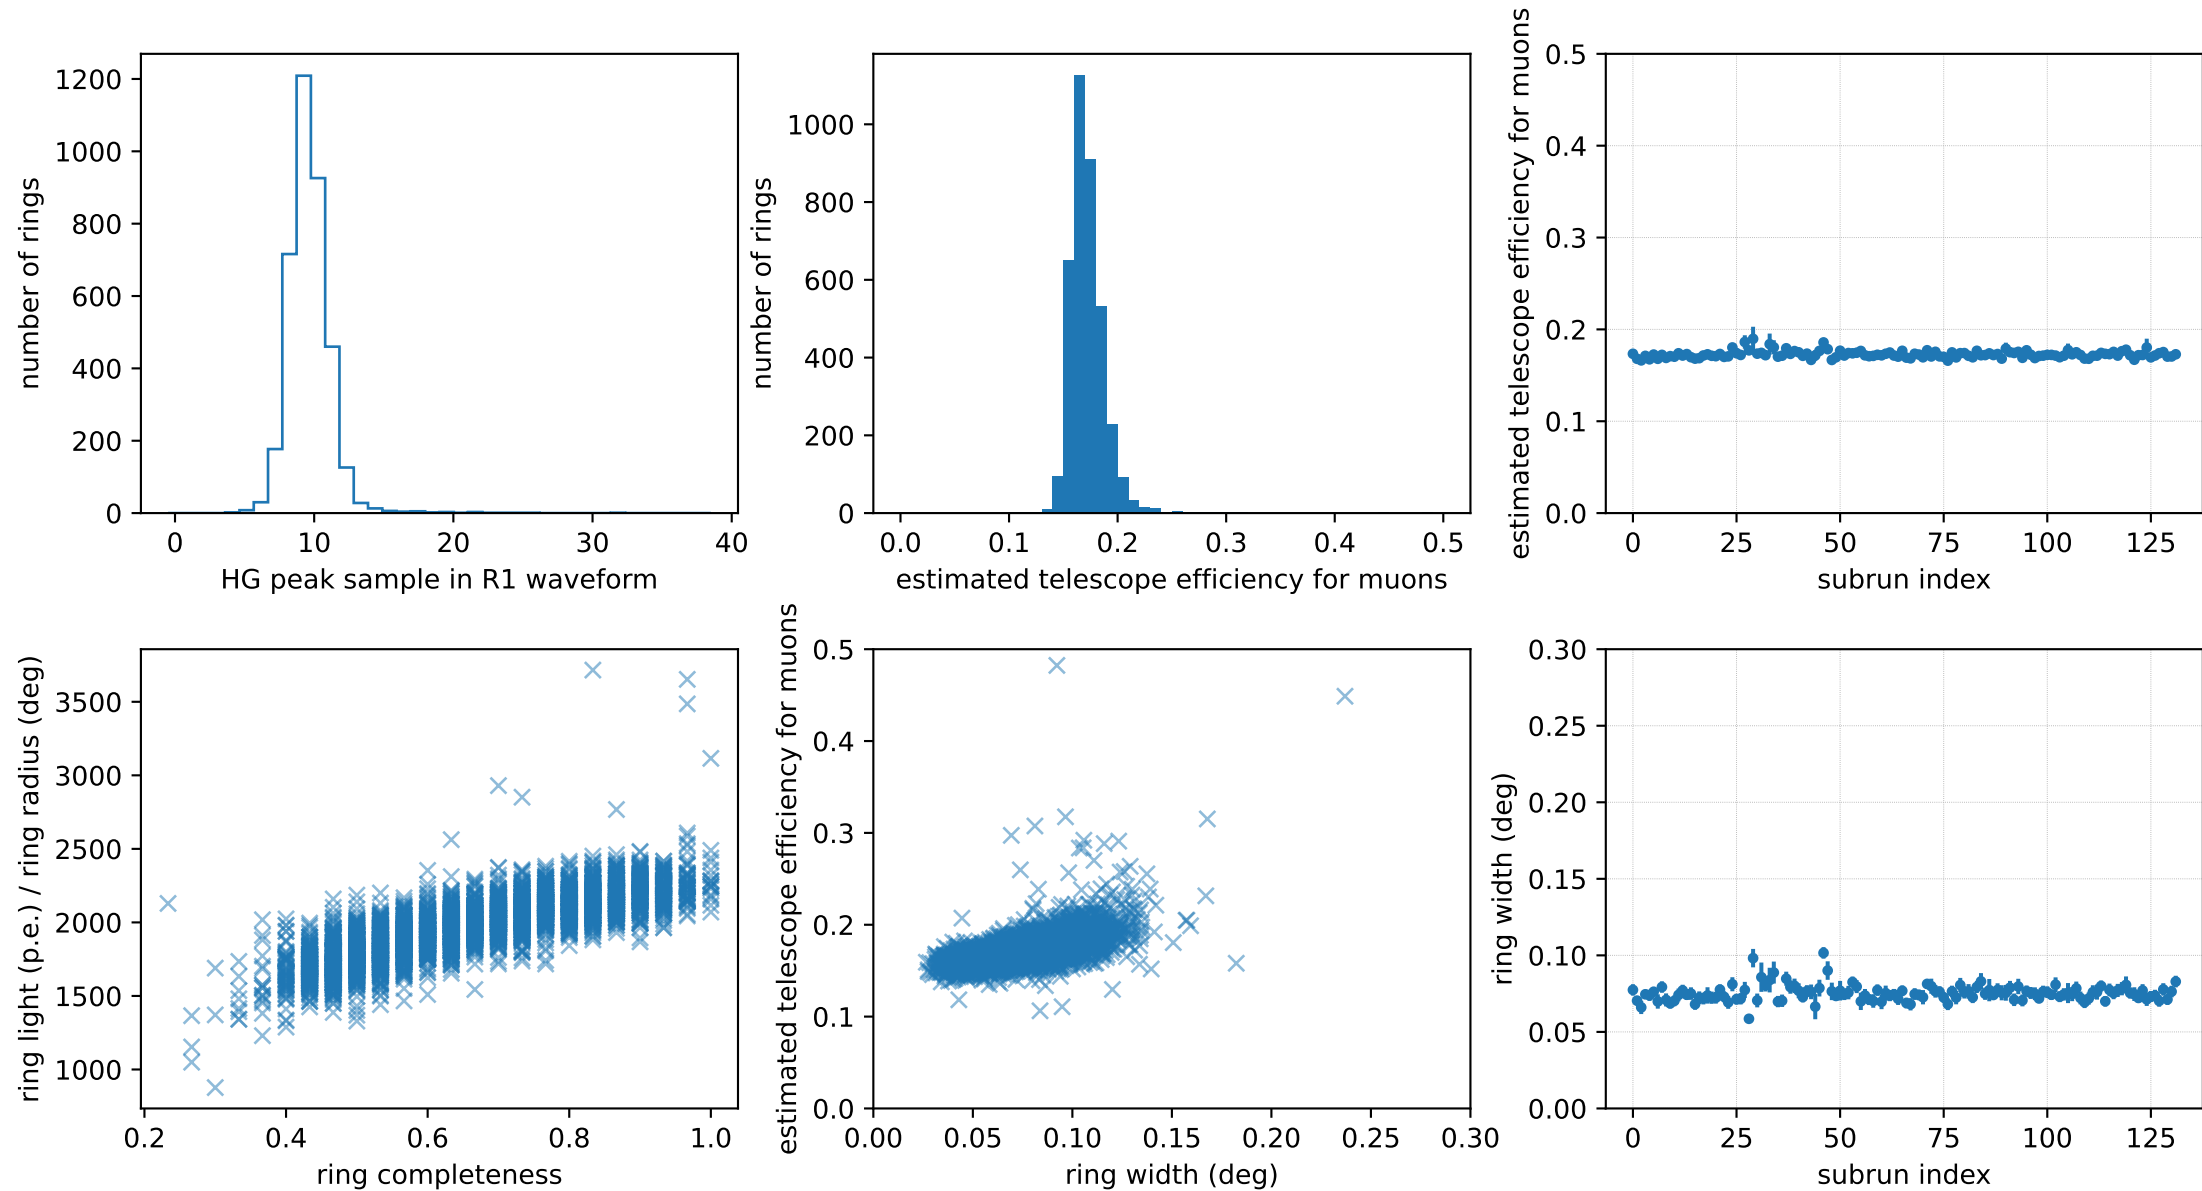 number of rings
1200
1000
800
600
400
200
0
0 10 20 30 40
HG peak sample in R1 waveform
number of rings
1000
800
600
400
200
0
0.0 0.1 0.2 0.3 0.4 0.5
estimated telescope efficiency for muons
estimated telescope efficiency for muons
0.5
0.4
0.3
0.2
0.1
0.0
0 25 50 75 100 125
subrun index
ring light (p.e.) / ring radius (deg)
3500
3000
2500
2000
1500
1000
0.2 0.4 0.6 0.8 1.0
ring completeness
estimated telescope efficiency for muons
0.5
0.4
0.3
0.2
0.1
0.0
0.00 0.05 0.10 0.15 0.20 0.25 0.30
ring width (deg)
ring width (deg)
0.30
0.25
0.20
0.15
0.10
0.05
0.00
0 25 50 75 100 125
subrun index